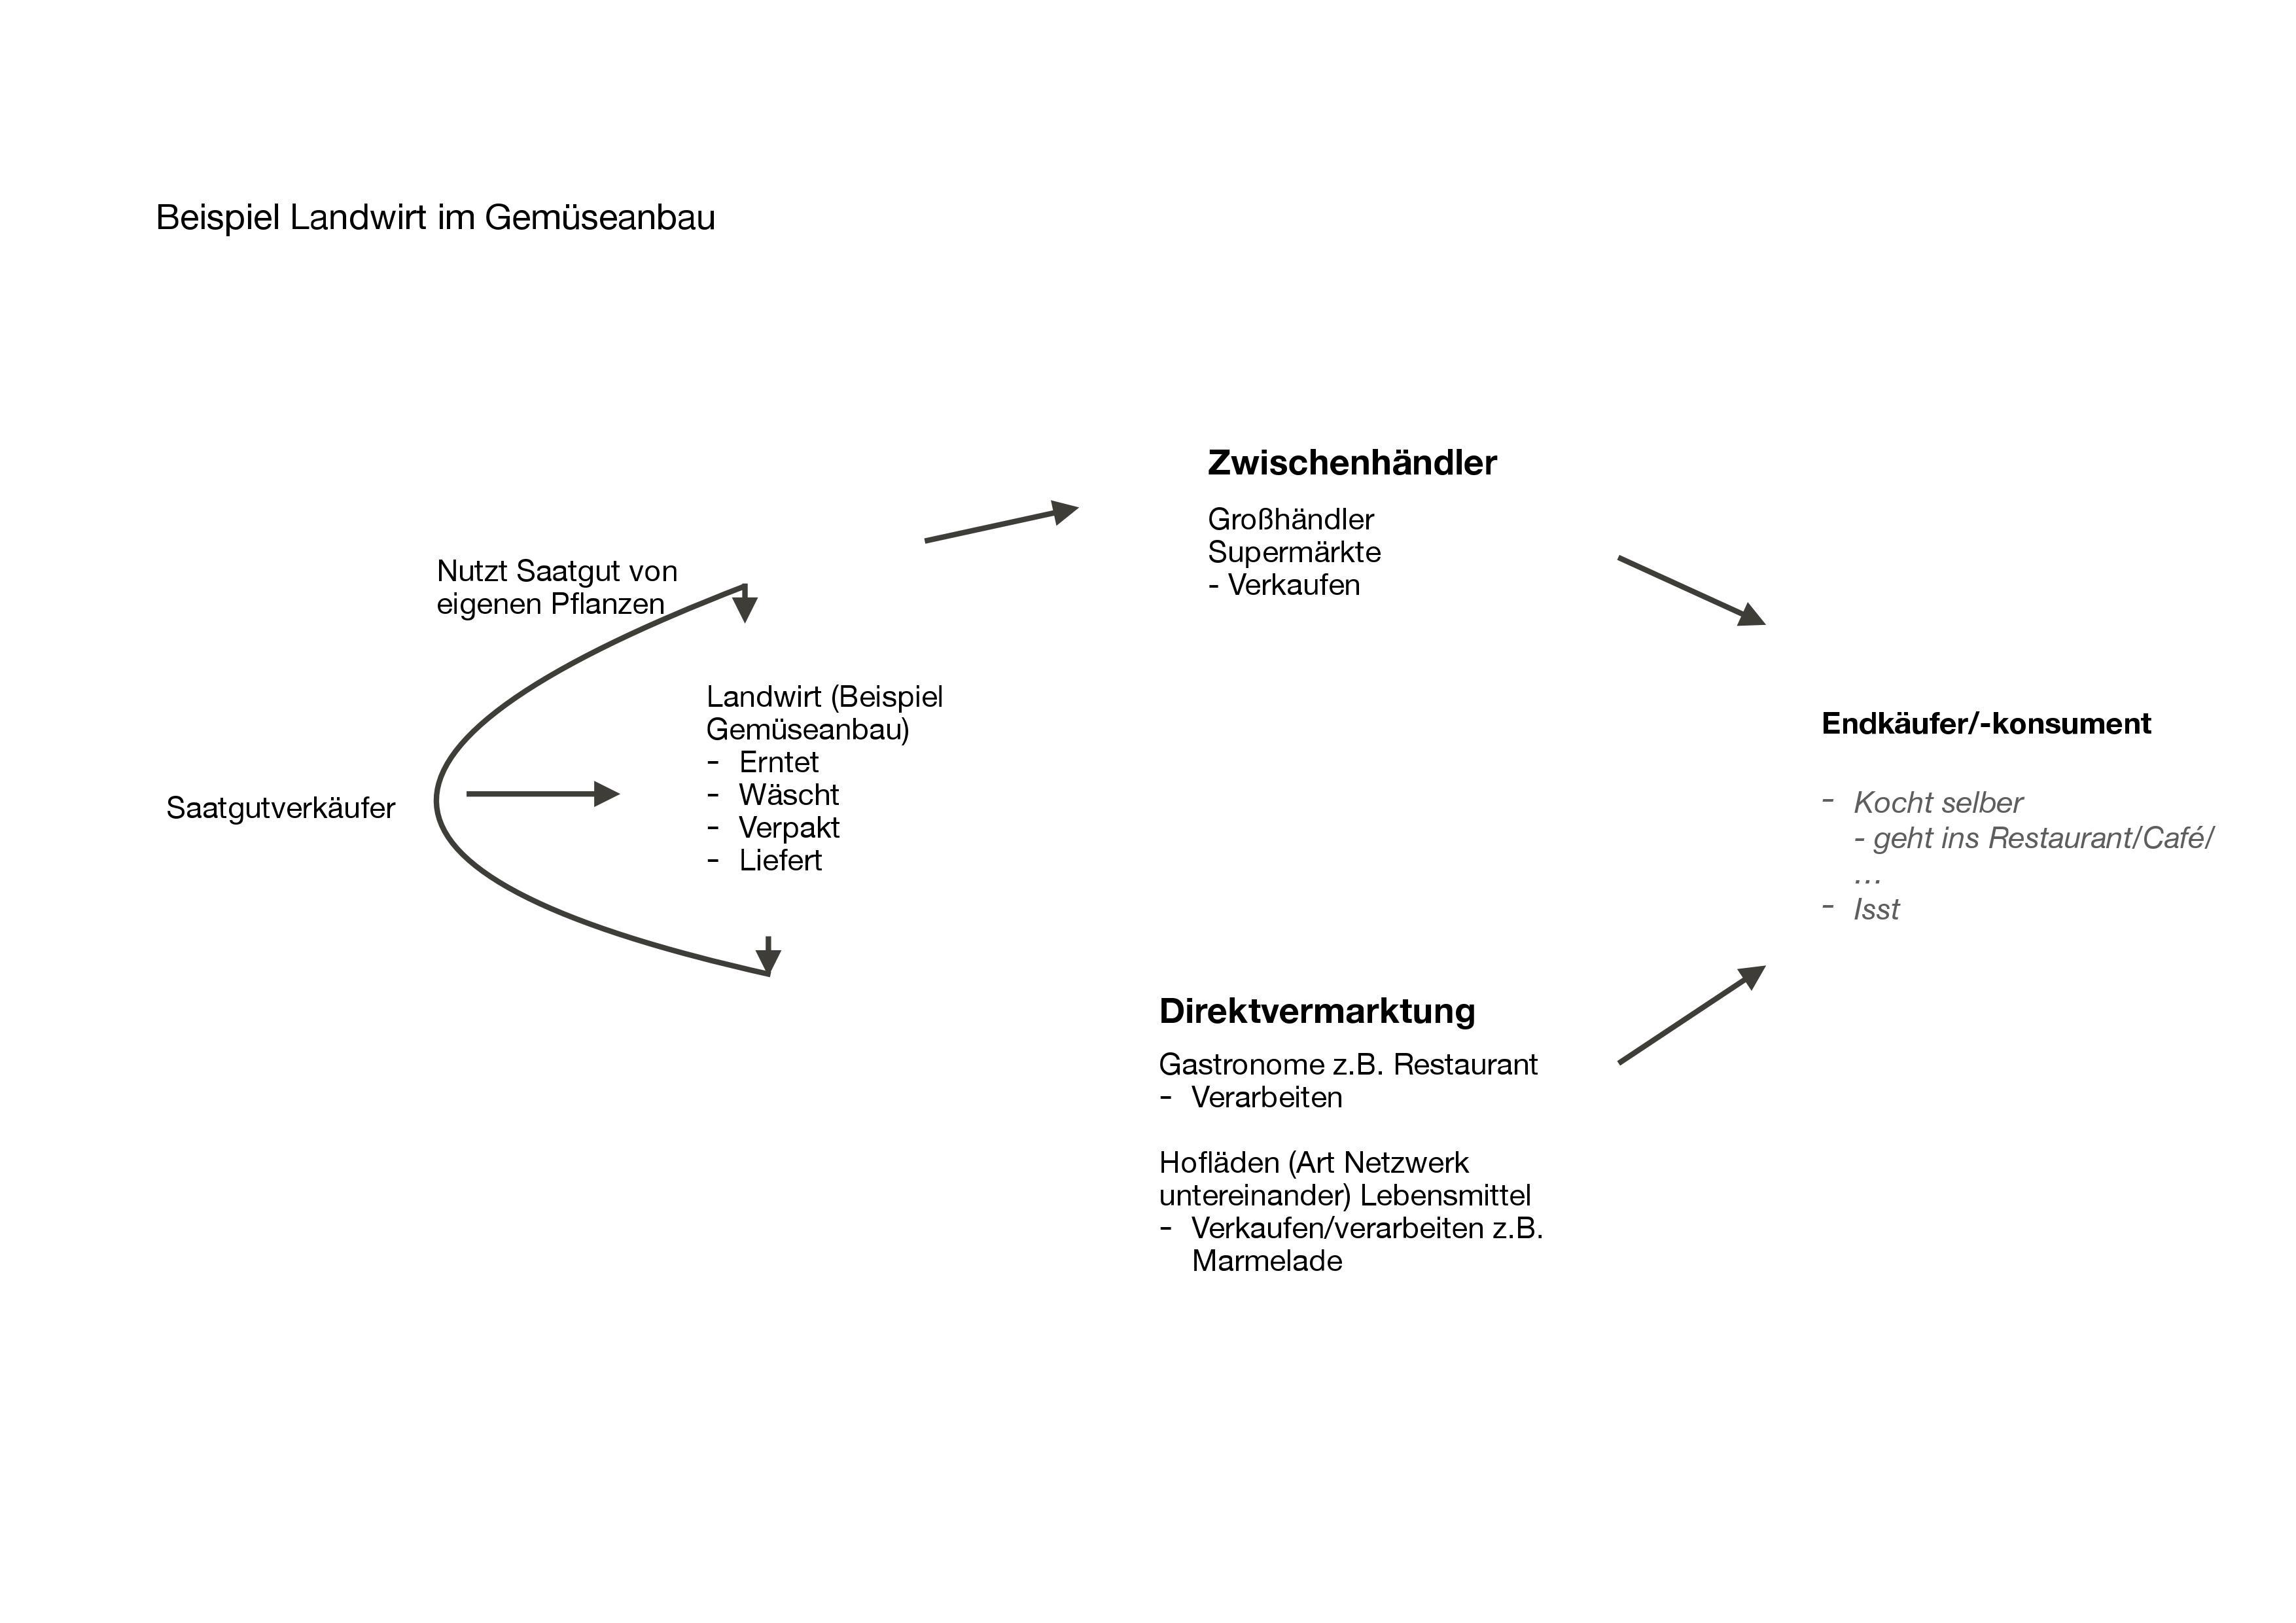 Beispiel Landwirt im Gemüseanbau
Zwischenhändler
Großhändler
Supermärkte
- Verkaufen
Nutzt Saatgut von
eigenen Pflanzen
Saatgutverkäufer
Landwirt (Beispiel
Gemüseanbau)
- Erntet
- Wäscht
- Verpakt
- Liefert
Endkäufer/-konsument
- Kocht selber
- geht ins Restaurant/Café/
…
- Isst
Direktvermarktung
Gastronome z.B. Restaurant
- Verarbeiten
Hofläden (Art Netzwerk
untereinander) Lebensmittel
- Verkaufen/verarbeiten z.B.
Marmelade